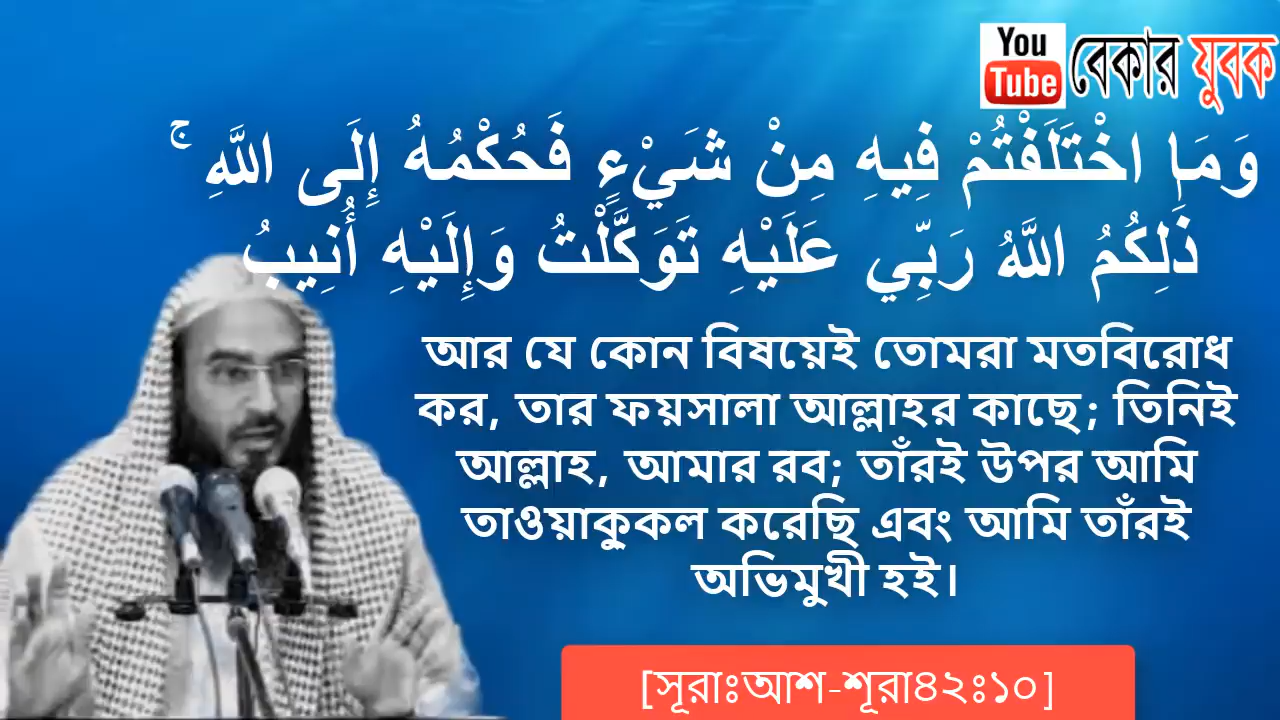 You
Tube
বেকার যুবক
وَمَا اخْتَلَفْتُمْ فِيهِ مِنْ شَيْءٍ فَحُكْمُهُ إِلَى اللَّهِ ۚ
ذَٰلِكُمُ اللَّهُ رَبِّي عَلَيْهِ تَوَكَّلْتُ وَإِلَيْهِ أُنِيبُ
আর যে কোন বিষয়েই তোমরা মতবিরোধ
কর, তার ফয়সালা আল্লাহর কাছে; তিনিই
আল্লাহ, আমার রব; তাঁরই উপর আমি
তাওয়াক্কুকল করেছি এবং আমি তাঁরই
অভিমুখী হই।
[সূরাঃআশ-শূরা৪২ঃ১০]